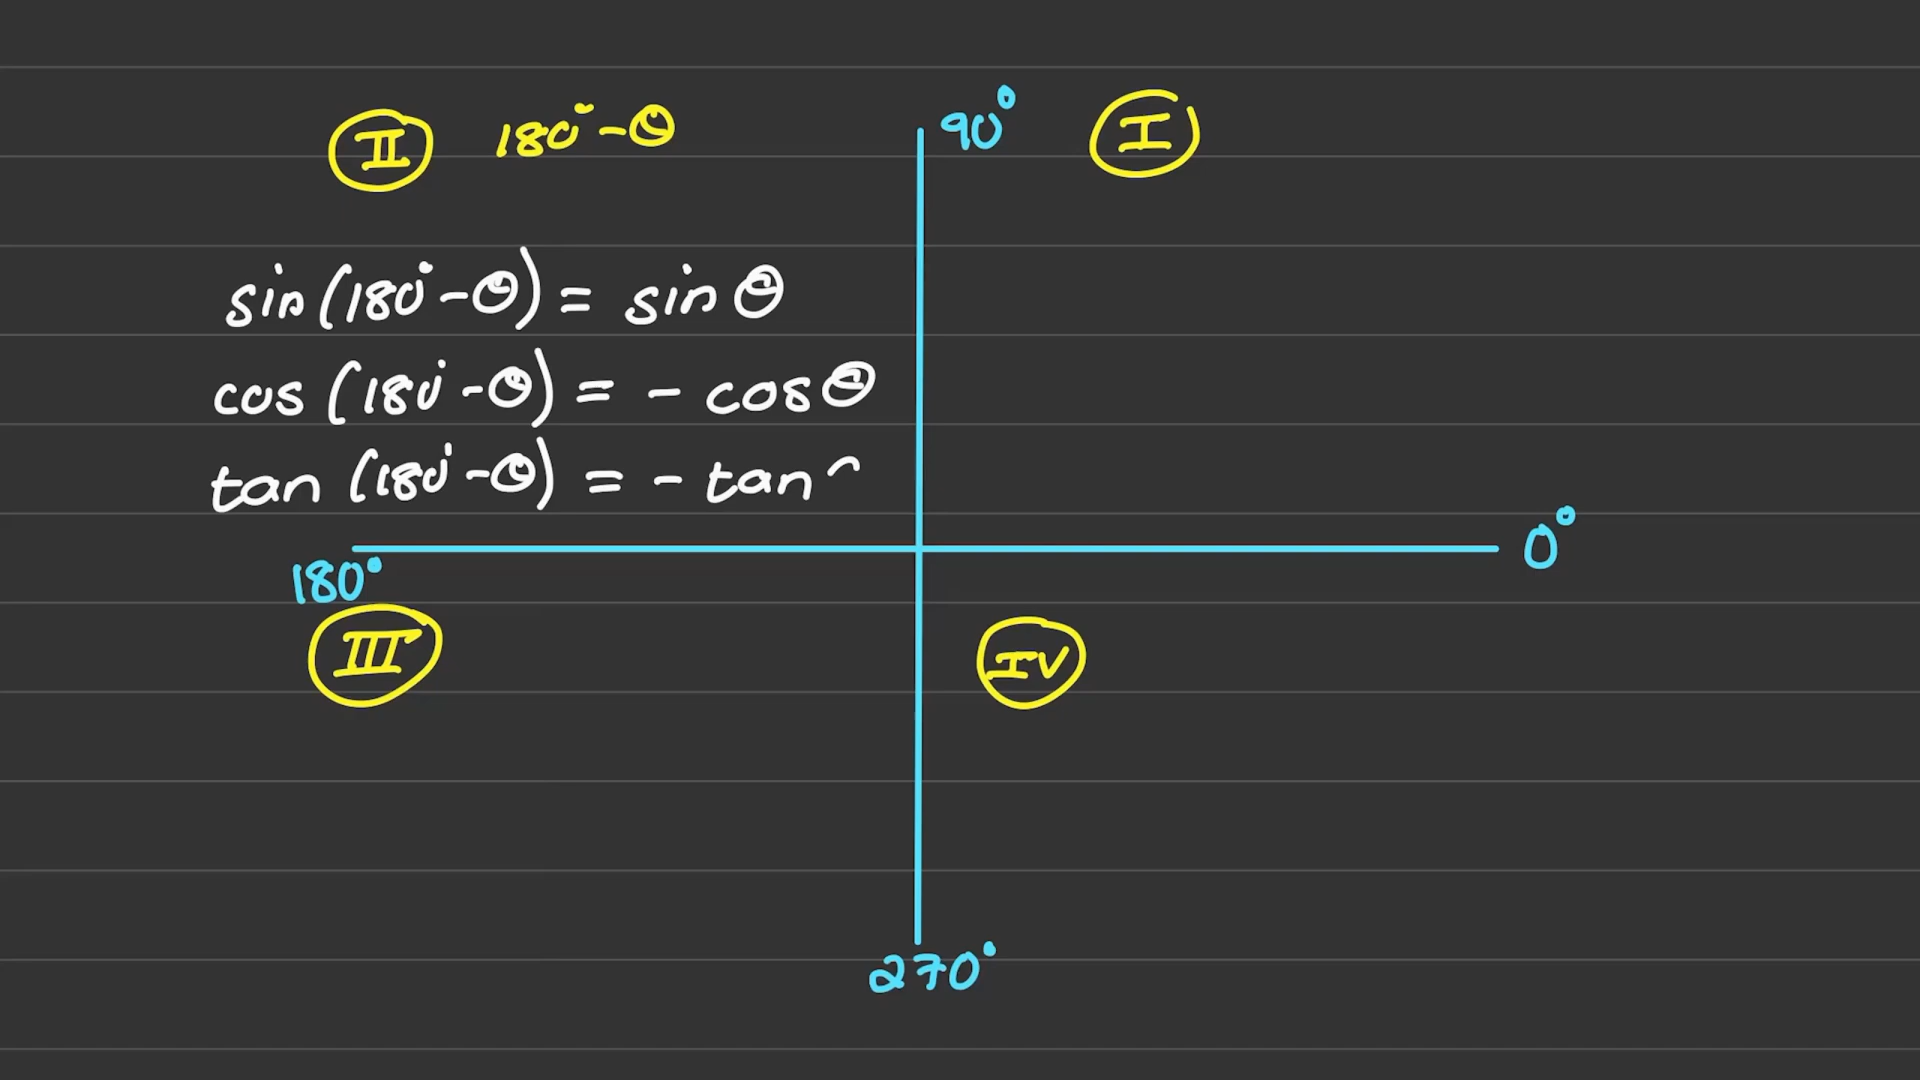 II 180° - θ
90°
I
sin (180° - θ) = sin θ
cos (180° - θ) = - cos θ
tan (180° - θ) = - tan
0°
180°
III
IV
270°